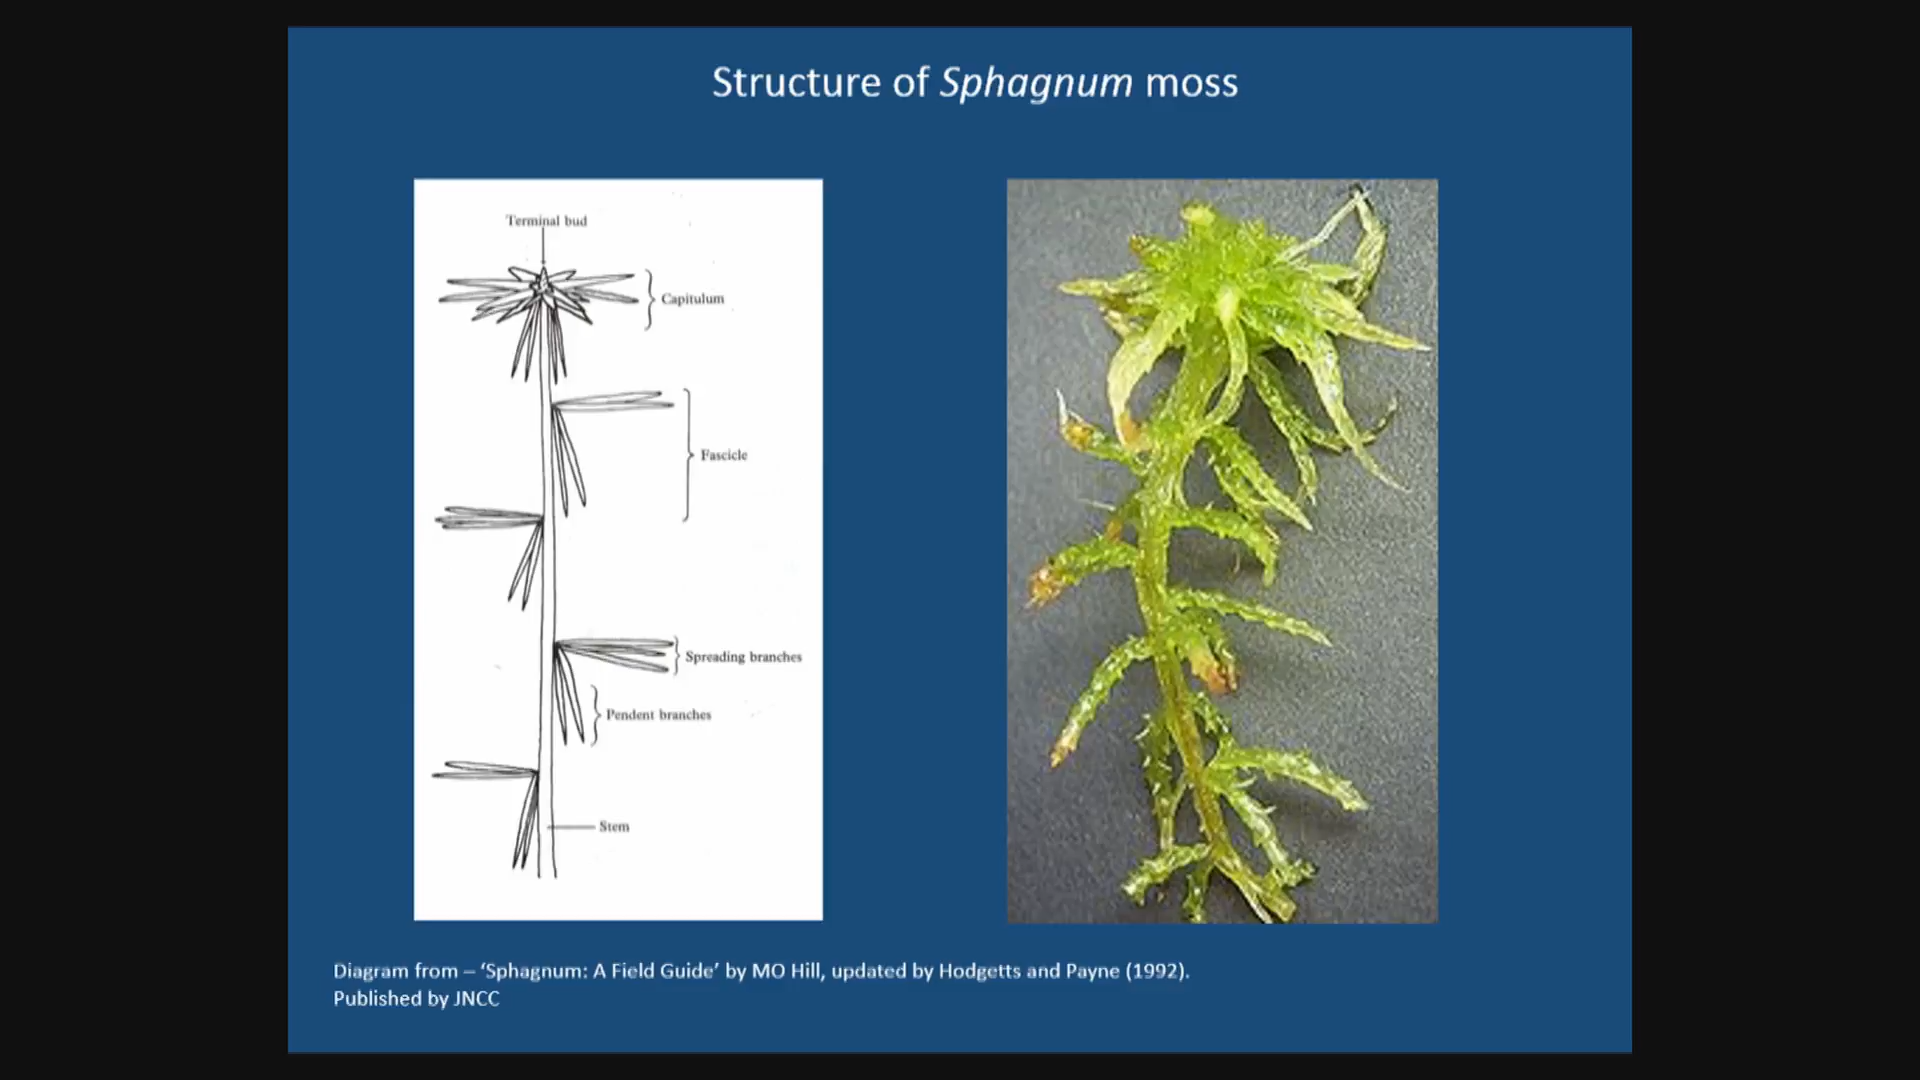 Structure of Sphagnum moss
Terminal bud
Capitulum
Fascicle
Spreading branches
Pendent branches
Stem
Diagram from – ‘Sphagnum: A Field Guide’ by MO Hill, updated by Hodgetts and Payne (1992).
Published by JNCC